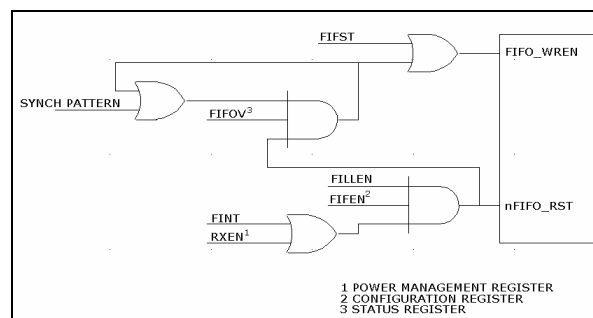 FIFST
FIFO_WREN
SYNCH PATTERN
FIFOV3
FILLEN
FIFEN2
nFIFO_RST
FINT
RXEN1
1 POWER MANAGEMENT REGISTER
2 CONFIGURATION REGISTER
3 STATUS REGISTER